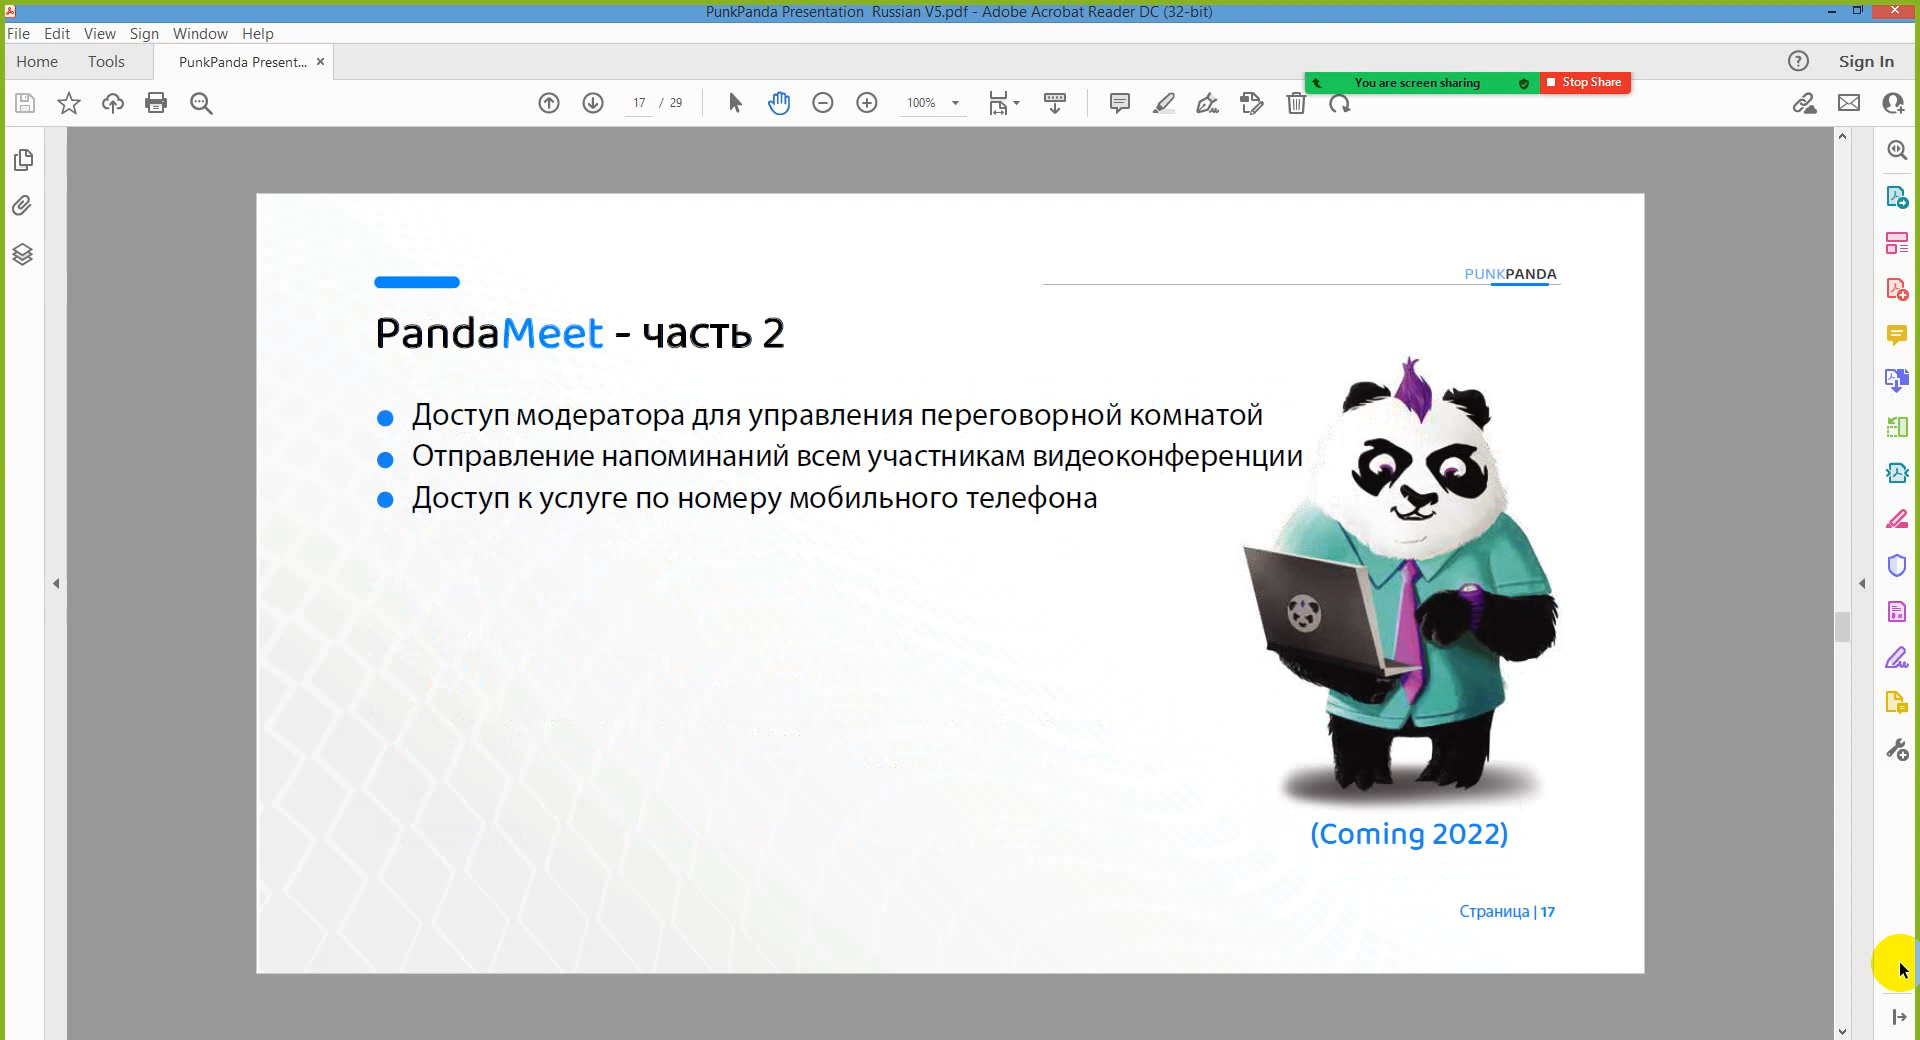 PunkPanda Presentation Russian V5.pdf - Adobe Acrobat Reader DC (32-bit)
File Edit View Sign Window Help
Home Tools PunkPanda Present... Sign In
You are screen sharing Stop Share
17 / 29 100%
PUNKPANDA
PandaMeet - часть 2
Доступ модератора для управления переговорной комнатой
Отправление напоминаний всем участникам видеоконференции
Доступ к услуге по номеру мобильного телефона
(Coming 2022)
Страница | 17